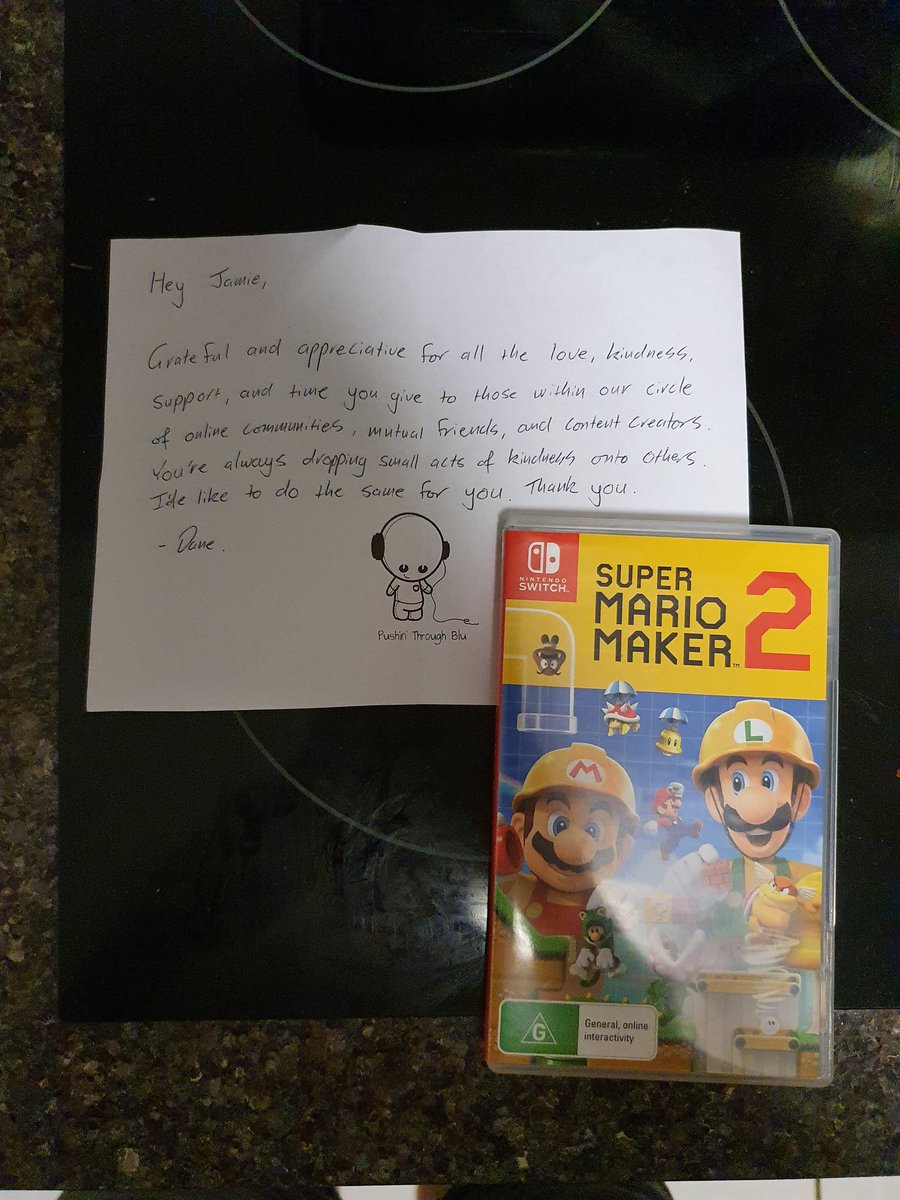 Hey Jamie,
Grateful and appreciative for all the love, kindness,
support, and time you give to those within our circle
of online communities, mutual friends, and content creators.
You're always dropping small acts of kindness onto others.
I'de like to do the same for you. Thank you.
- Dane.
Pushin' Through Blu
NINTENDO
SWITCH™
SUPER
MARIO
MAKER™ 2
L
M
G
General, online
interactivity